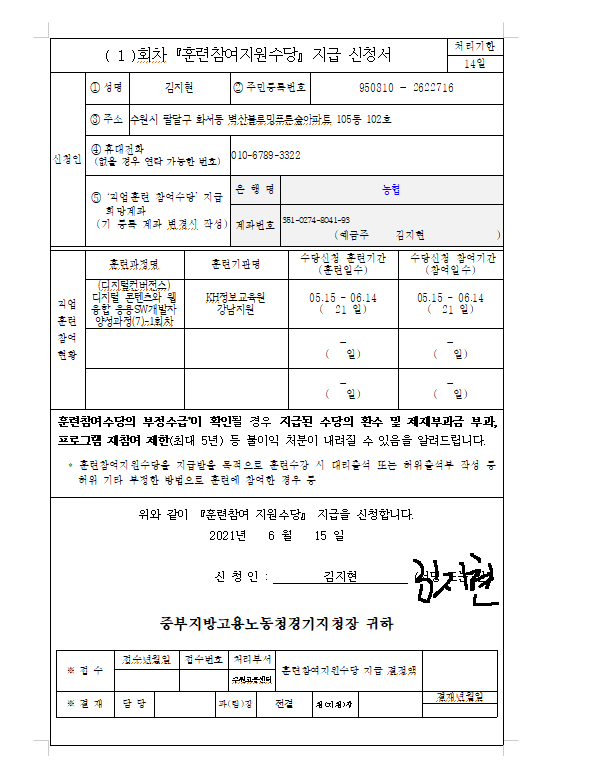 ( 1 )회차『훈련참여지원수당』지급 신청서
처리기한
14일
신청인
① 성명
김지현
② 주민등록번호
950810 - 2622716
③ 주소
수원시 팔달구 화서동 벽산블루밍푸른숲아파트 105동 102호
④ 휴대전화
(없을 경우 연락 가능한 번호)
010-6789-3322
⑤ '직업훈련 참여수당' 지급
희망계좌
(기 등록 계좌 변경시 작성)
은 행 명
농협
계좌번호
351-0274-8041-93
(예금주 김지현 )
직업
훈련
참여
현황
훈련과정명
훈련기관명
수당신청 훈련기간
(훈련일수)
수당신청 참여기간
(참여일수)
(디지털컨버전스)
디지털 콘텐츠와 웹
융합 응용SW개발자
양성과정(7)-1회차
KH정보교육원
강남지원
05.15 - 06.14
( 21 일)
05.15 - 06.14
( 21 일)
-
( 일)
-
( 일)
-
( 일)
-
( 일)
훈련참여수당의 부정수급*이 확인될 경우 지급된 수당의 환수 및 제재부과금 부과,
프로그램 재참여 제한(최대 5년) 등 불이익 처분이 내려질 수 있음을 알려드립니다.
* 훈련참여지원수당을 지급받을 목적으로 훈련수강 시 대리출석 또는 허위출석부 작성 등
허위 기타 부정한 방법으로 훈련에 참여한 경우 등
위와 같이 『훈련참여 지원수당』 지급을 신청합니다.
2021년 6 월 15 일
신 청 인 : 김지현
김지현
중부지방고용노동청경기지청장 귀하
※ 접 수
접수년월일
접수번호
처리부서
수원고용센터
훈련참여지원수당 지급 결정액
※ 결 재
담 당
과(팀)장
전결
청(지청)장
결재년월일